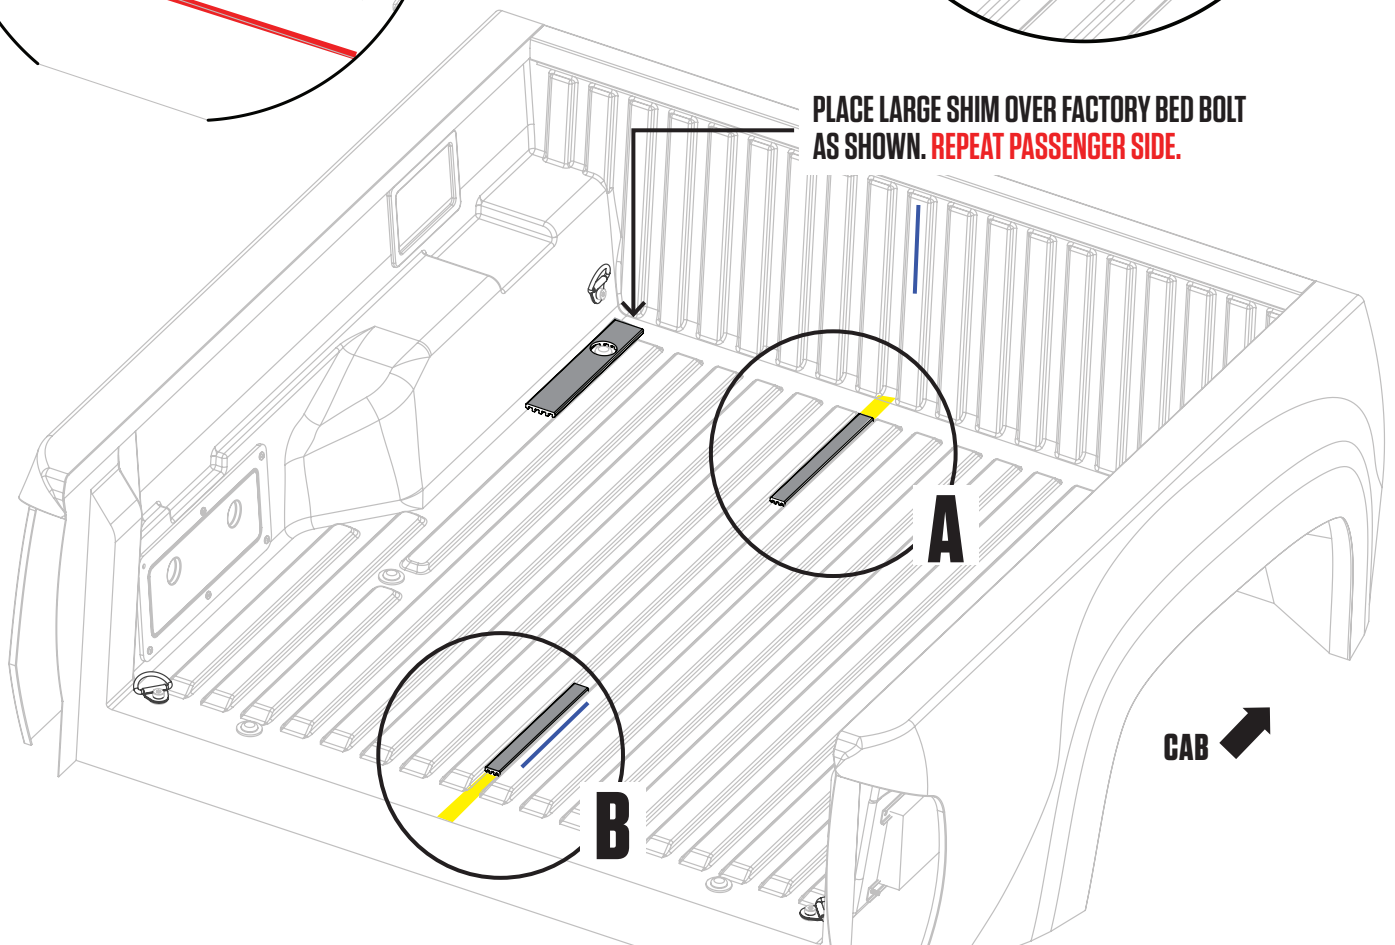 PLACE LARGE SHIM OVER FACTORY BED BOLT
AS SHOWN. REPEAT PASSENGER SIDE.
A
CAB
B